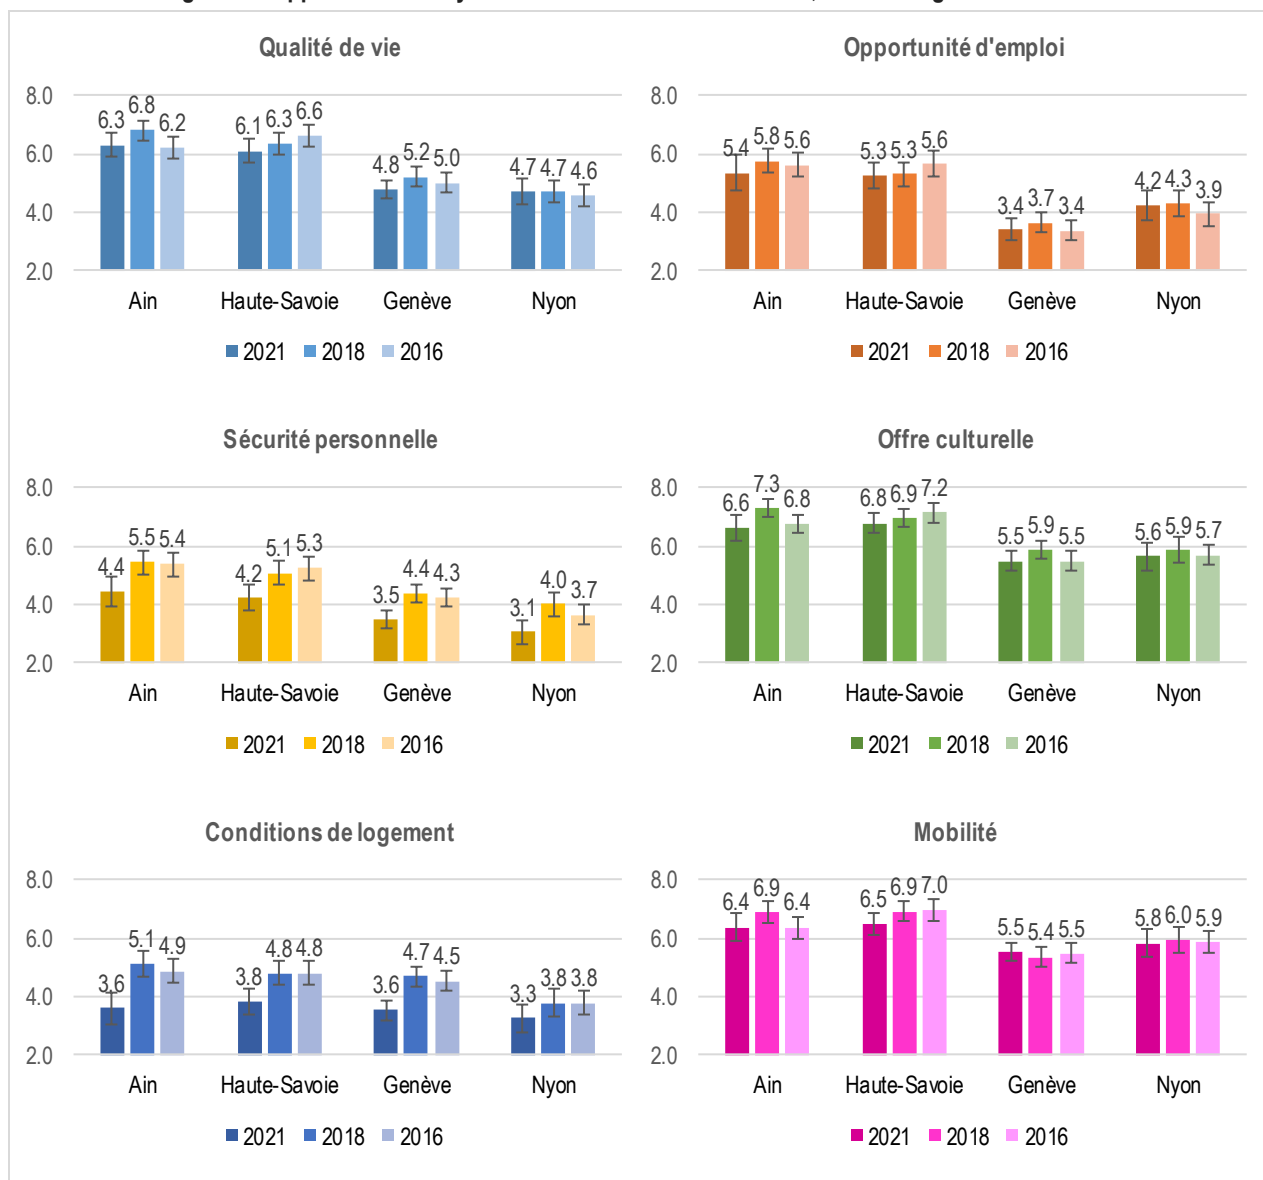 Qualité de vie
8.0
6.0
4.0
2.0
6.3 6.8 6.2 6.1 6.3 6.6 4.8 5.2 5.0 4.7 4.7 4.6
Ain Haute-Savoie Genève Nyon
2021 2018 2016
Opportunité d'emploi
8.0
6.0
4.0
2.0
5.4 5.8 5.6 5.3 5.3 5.6 3.4 3.7 3.4 4.2 4.3 3.9
Ain Haute-Savoie Genève Nyon
2021 2018 2016
Sécurité personnelle
8.0
6.0
4.0
2.0
4.4 5.5 5.4 4.2 5.1 5.3 3.5 4.4 4.3 3.1 4.0 3.7
Ain Haute-Savoie Genève Nyon
2021 2018 2016
Offre culturelle
8.0
6.0
4.0
2.0
6.6 7.3 6.8 6.8 6.9 7.2 5.5 5.9 5.5 5.6 5.9 5.7
Ain Haute-Savoie Genève Nyon
2021 2018 2016
Conditions de logement
8.0
6.0
4.0
2.0
3.6 5.1 4.9 3.8 4.8 4.8 3.6 4.7 4.5 3.3 3.8 3.8
Ain Haute-Savoie Genève Nyon
2021 2018 2016
Mobilité
8.0
6.0
4.0
2.0
6.4 6.9 6.4 6.5 6.9 7.0 5.5 5.4 5.5 5.8 6.0 5.9
Ain Haute-Savoie Genève Nyon
2021 2018 2016